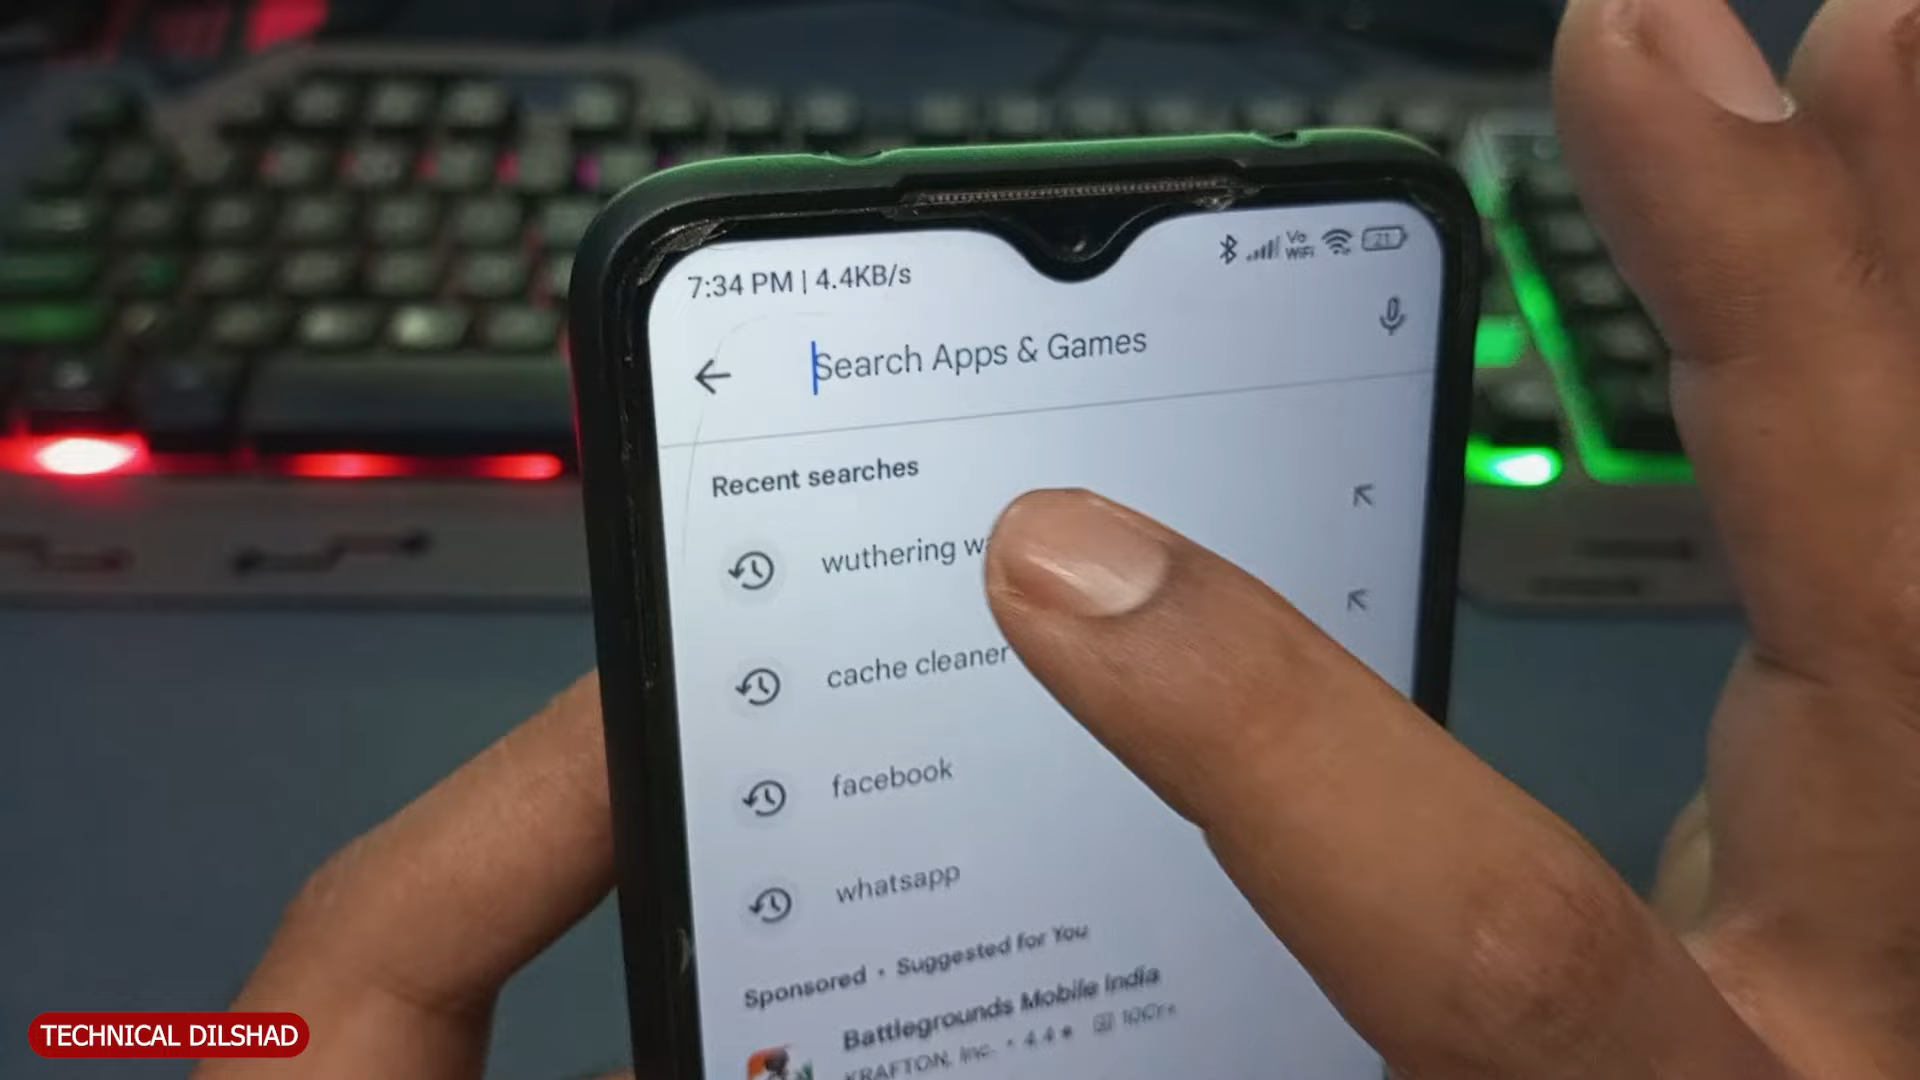 7:34 PM | 4.4KB/s Vo WiFi 21
Search Apps & Games
Recent searches
wuthering
cache cleaner
facebook
whatsapp
Sponsored • Suggested for You
Battlegrounds Mobile India
KRAFTON, Inc. • 4.4 ★ 10Cr+
TECHNICAL DILSHAD